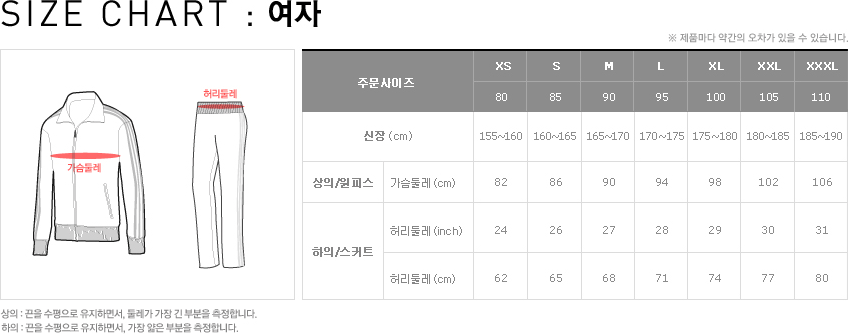 SIZE CHART : 여자
※ 제품마다 약간의 오차가 있을 수 있습니다.
허리둘레
가슴둘레
주문사이즈 XS S M L XL XXL XXXL
80 85 90 95 100 105 110
신장 (cm) 155~160 160~165 165~170 170~175 175~180 180~185 185~190
상의/원피스 가슴둘레 (cm) 82 86 90 94 98 102 106
하의/스커트 허리둘레 (inch) 24 26 27 28 29 30 31
허리둘레 (cm) 62 65 68 71 74 77 80
상의 : 끈을 수평으로 유지하면서, 둘레가 가장 긴 부분을 측정합니다.
하의 : 끈을 수평으로 유지하면서, 가장 얇은 부분을 측정합니다.